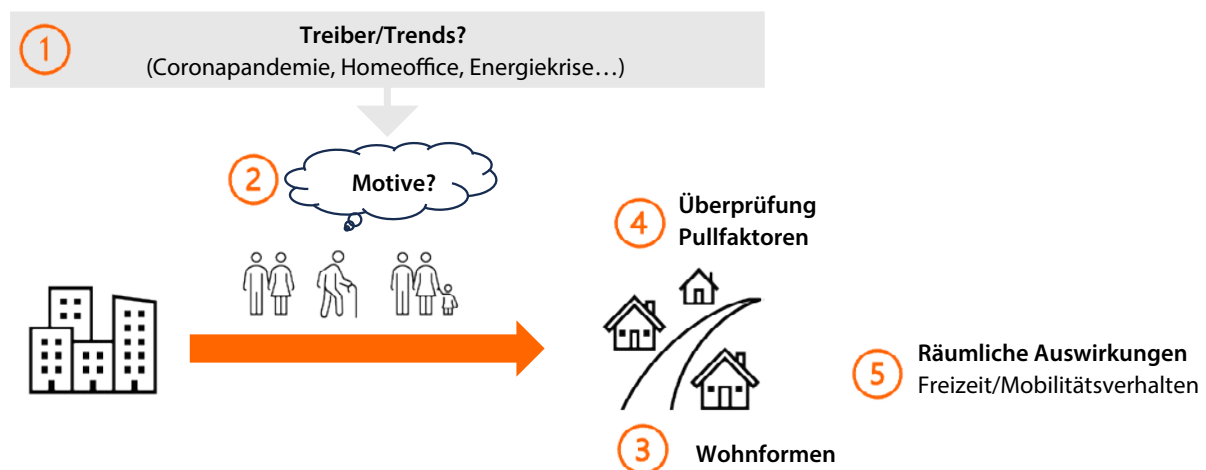 1
Treiber/Trends?
(Coronapandemie, Homeoffice, Energiekrise…)
2
Motive?
4
Überprüfung
Pullfaktoren
5
Räumliche Auswirkungen
Freizeit/Mobilitätsverhalten
3
Wohnformen